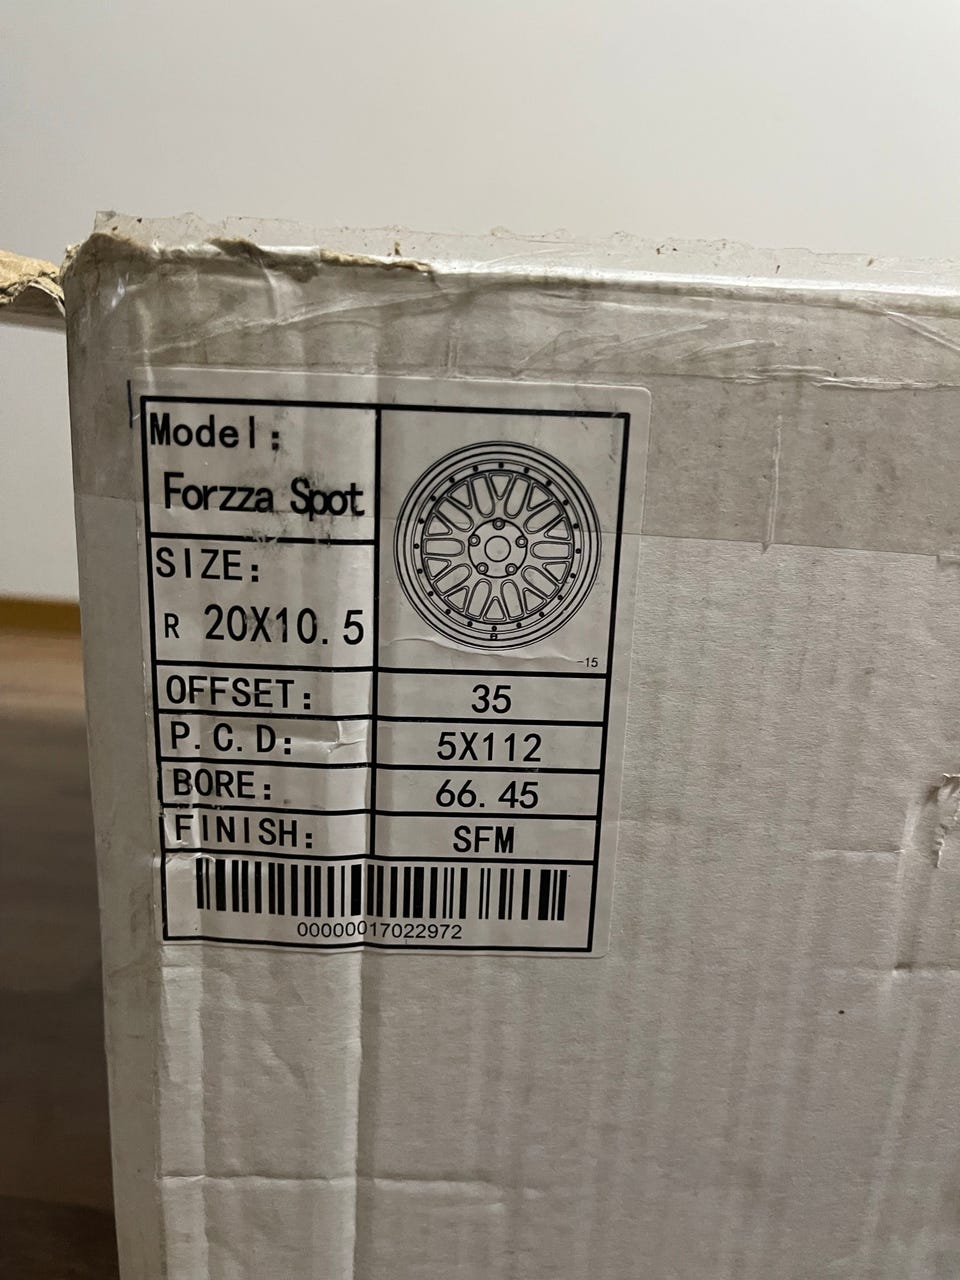 Model:
Forzza Spot
SIZE:
R 20X10.5
-15
OFFSET: 35
P.C.D: 5X112
BORE: 66.45
FINISH: SFM
00000017022972